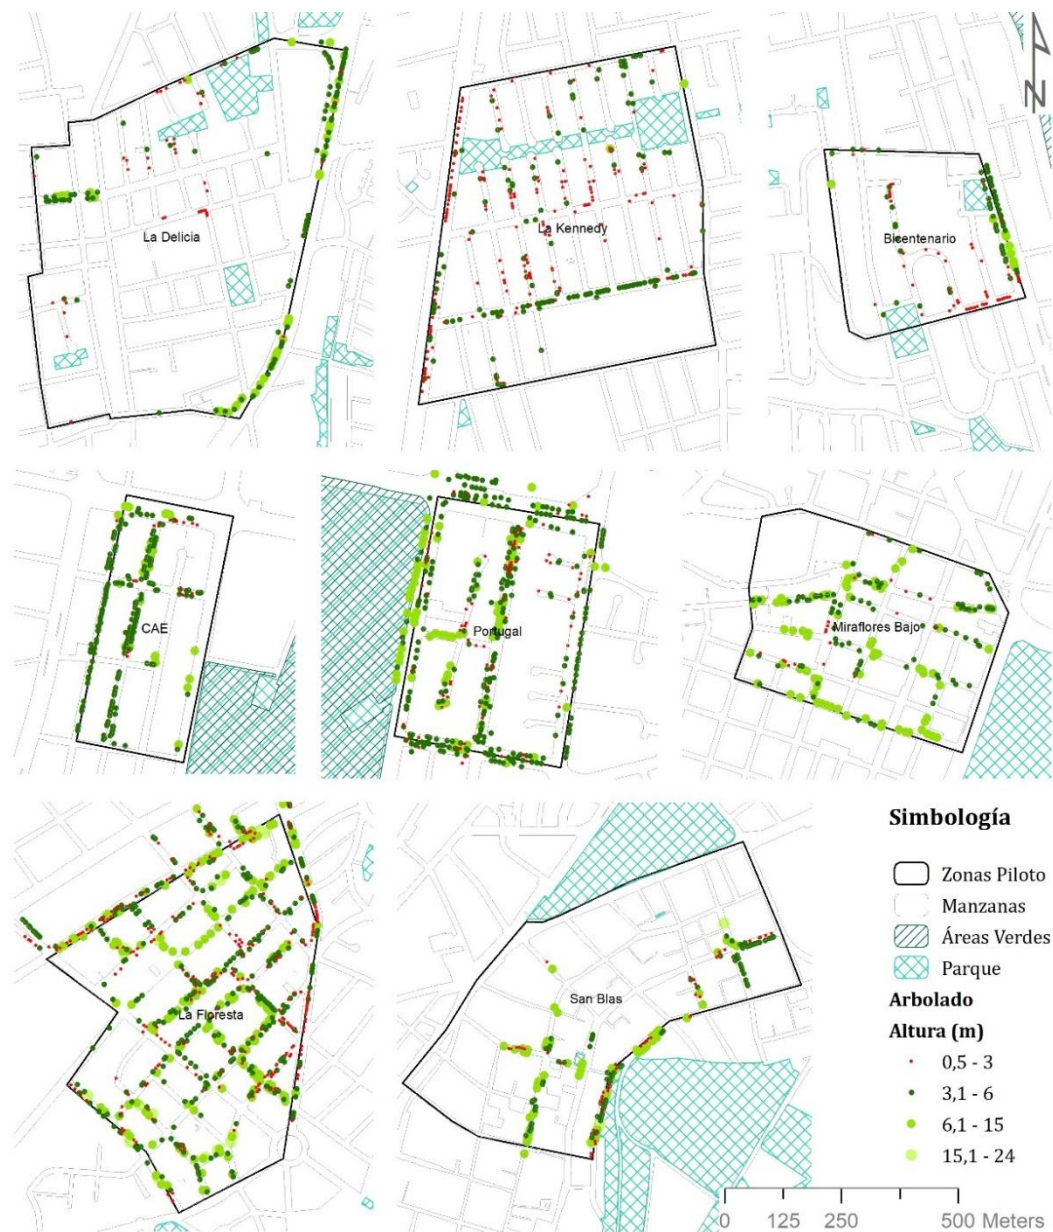 N
La Delicia
La Kennedy
Bicentenario
CAE
Portugal
Miraflores Bajo
La Floresta
San Blas
Simbología
Zonas Piloto
Manzanas
Áreas Verdes
Parque
Arbolado
Altura (m)
0,5 - 3
3,1 - 6
6,1 - 15
15,1 - 24
0 125 250 500 Meters